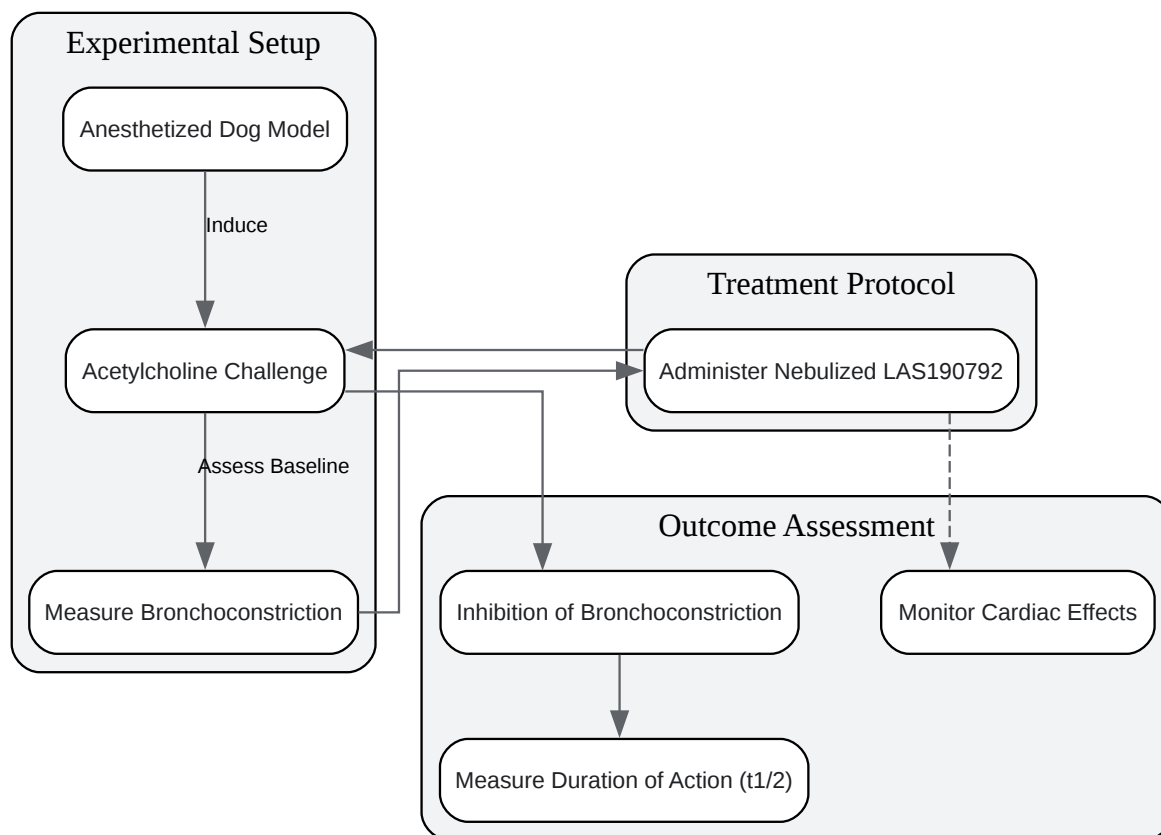 Experimental Setup
Anesthetized Dog Model
Induce
Acetylcholine Challenge
Assess Baseline
Measure Bronchoconstriction
Treatment Protocol
Administer Nebulized LAS190792
Outcome Assessment
Inhibition of Bronchoconstriction
Monitor Cardiac Effects
Measure Duration of Action (t1/2)